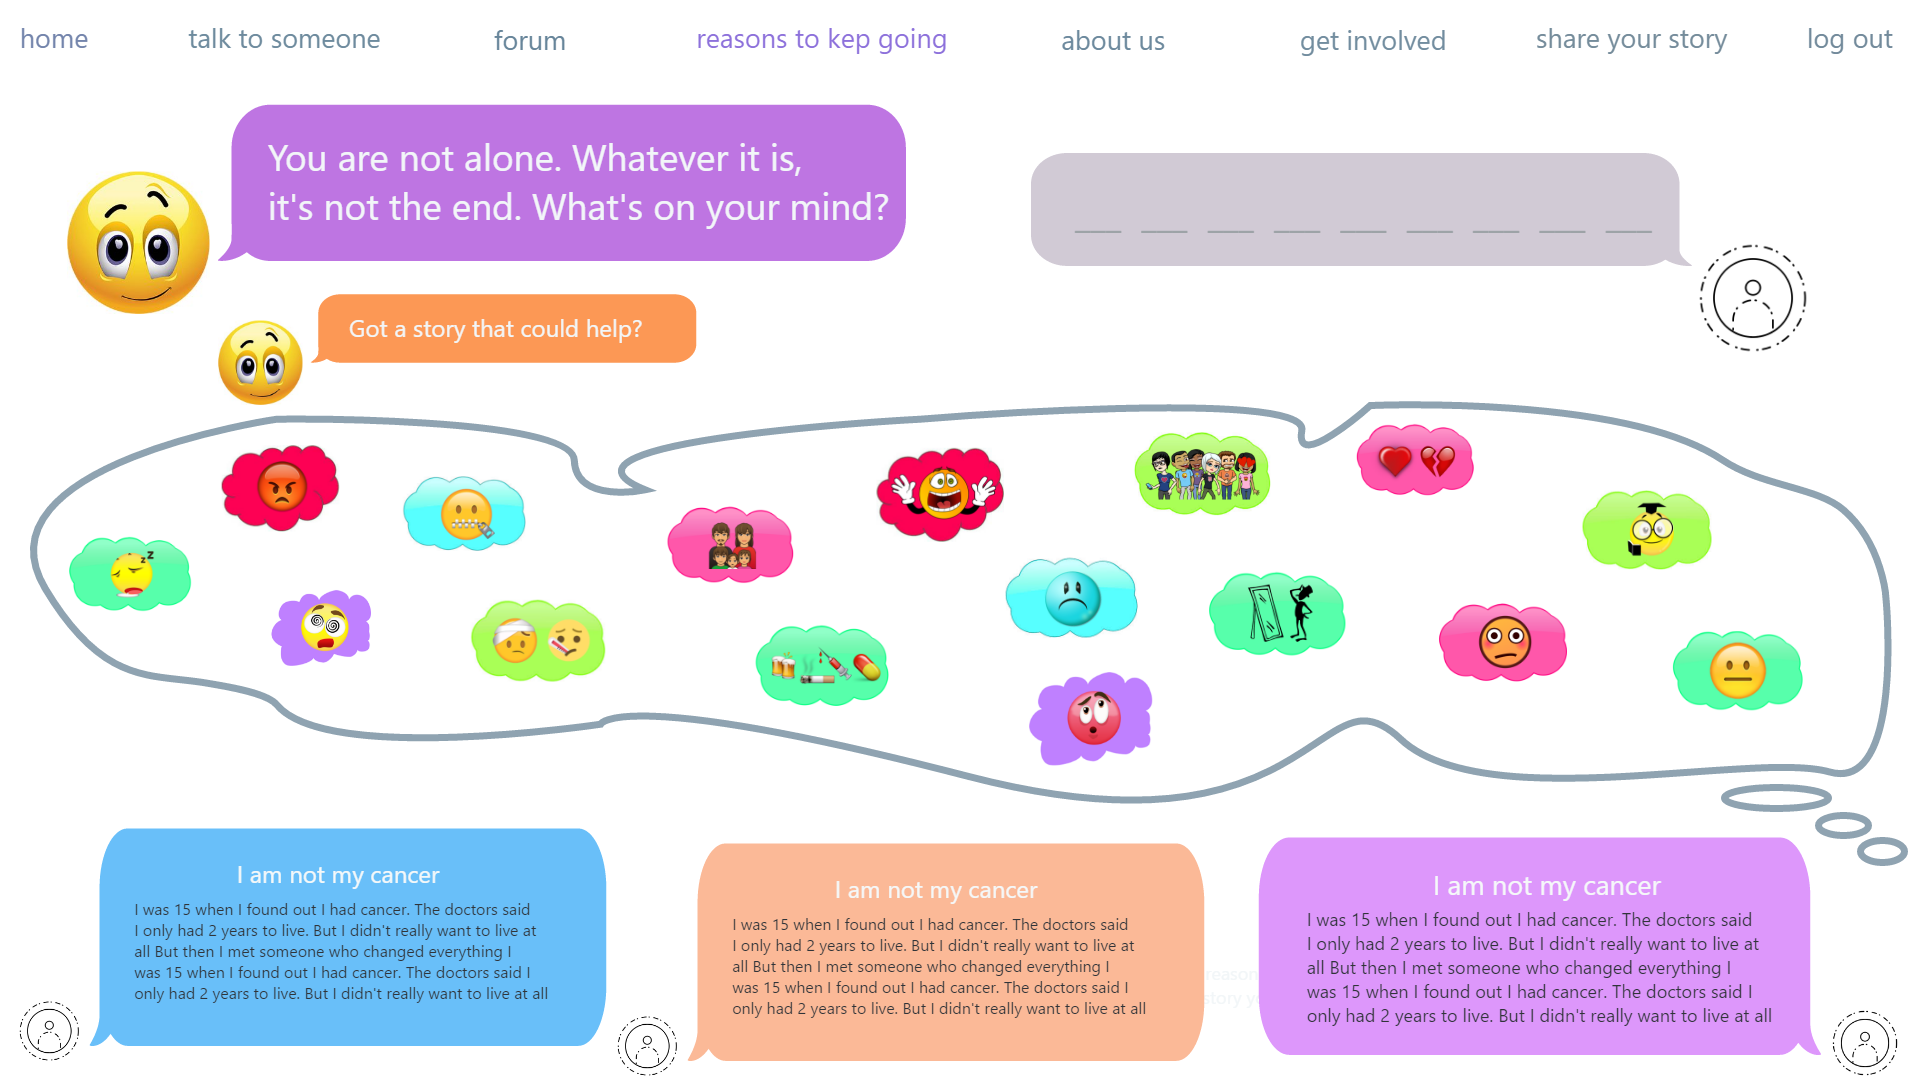 home
talk to someone
forum
reasons to kep going
about us
get involved
share your story
log out
You are not alone. Whatever it is,
it's not the end. What's on your mind?
Got a story that could help?
z z z
I am not my cancer
I was 15 when I found out I had cancer. The doctors said
I only had 2 years to live. But I didn't really want to live at
all But then I met someone who changed everything I
was 15 when I found out I had cancer. The doctors said I
only had 2 years to live. But I didn't really want to live at all
I am not my cancer
I was 15 when I found out I had cancer. The doctors said
I only had 2 years to live. But I didn't really want to live at
all But then I met someone who changed everything I
was 15 when I found out I had cancer. The doctors said I
only had 2 years to live. But I didn't really want to live at all
reason
story y
I am not my cancer
I was 15 when I found out I had cancer. The doctors said
I only had 2 years to live. But I didn't really want to live at
all But then I met someone who changed everything I
was 15 when I found out I had cancer. The doctors said I
only had 2 years to live. But I didn't really want to live at all